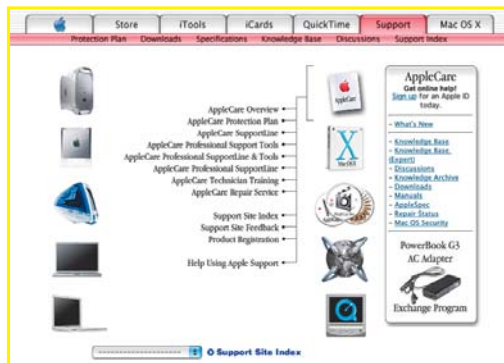 Store iTools iCards QuickTime Support Mac OS X
Protection Plan Downloads Specifications Knowledge Base Discussions Support Index
AppleCare Overview
AppleCare Protection Plan
AppleCare SupportLine
AppleCare Professional Support Tools
AppleCare Professional SupportLine & Tools
AppleCare Professional SupportLine
AppleCare Technician Training
AppleCare Repair Service
Support Site Index
Support Site Feedback
Product Registration
Help Using Apple Support
AppleCare
X
Mac OS X
AppleCare
Get online help!
Sign up for an Apple ID
today.
- What's New
- Knowledge Base
- Knowledge Base,
(Expert)
- Discussions
- Knowledge Archive
- Downloads
- Manuals
- AppleSpec
- Repair Status
- Mac OS Security
PowerBook G3
AC Adapter
Exchange Program
Support Site Index